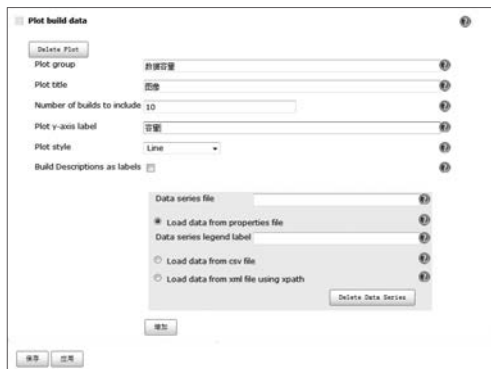 Plot build data
Delete Plot
Plot group 数据容量
Plot title 图像
Number of builds to include 10
Plot y-axis label 容量
Plot style Line
Build Descriptions as labels
Data series file
Load data from properties file
Data series legend label
Load data from csv file
Load data from xml file using xpath
Delete Data Series
增加
保存 应用